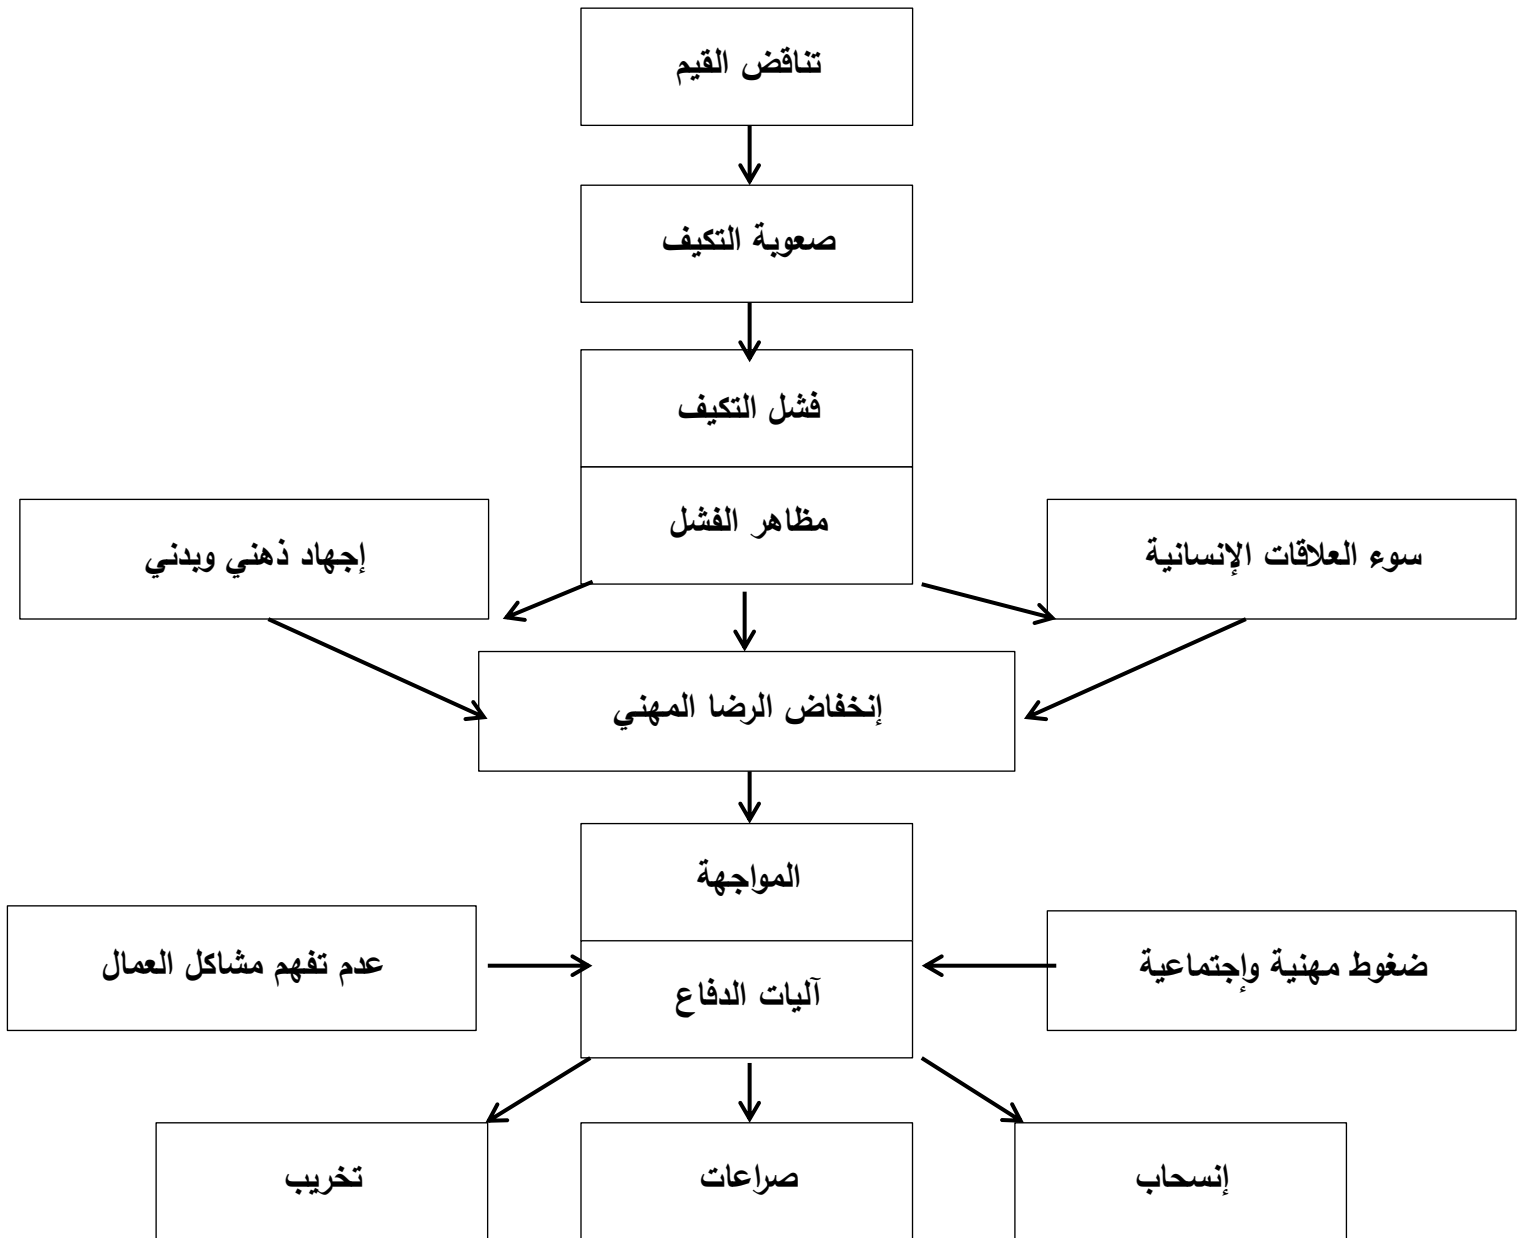 تناقض القيم
صعوبة التكيف
فشل التكيف
مظاهر الفشل
سوء العلاقات الإنسانية
إجهاد ذهني وبدني
إنخفاض الرضا المهني
المواجهة
ضغوط مهنية وإجتماعية
آليات الدفاع
عدم تفهم مشاكل العمال
إنسحاب
صراعات
تخريب